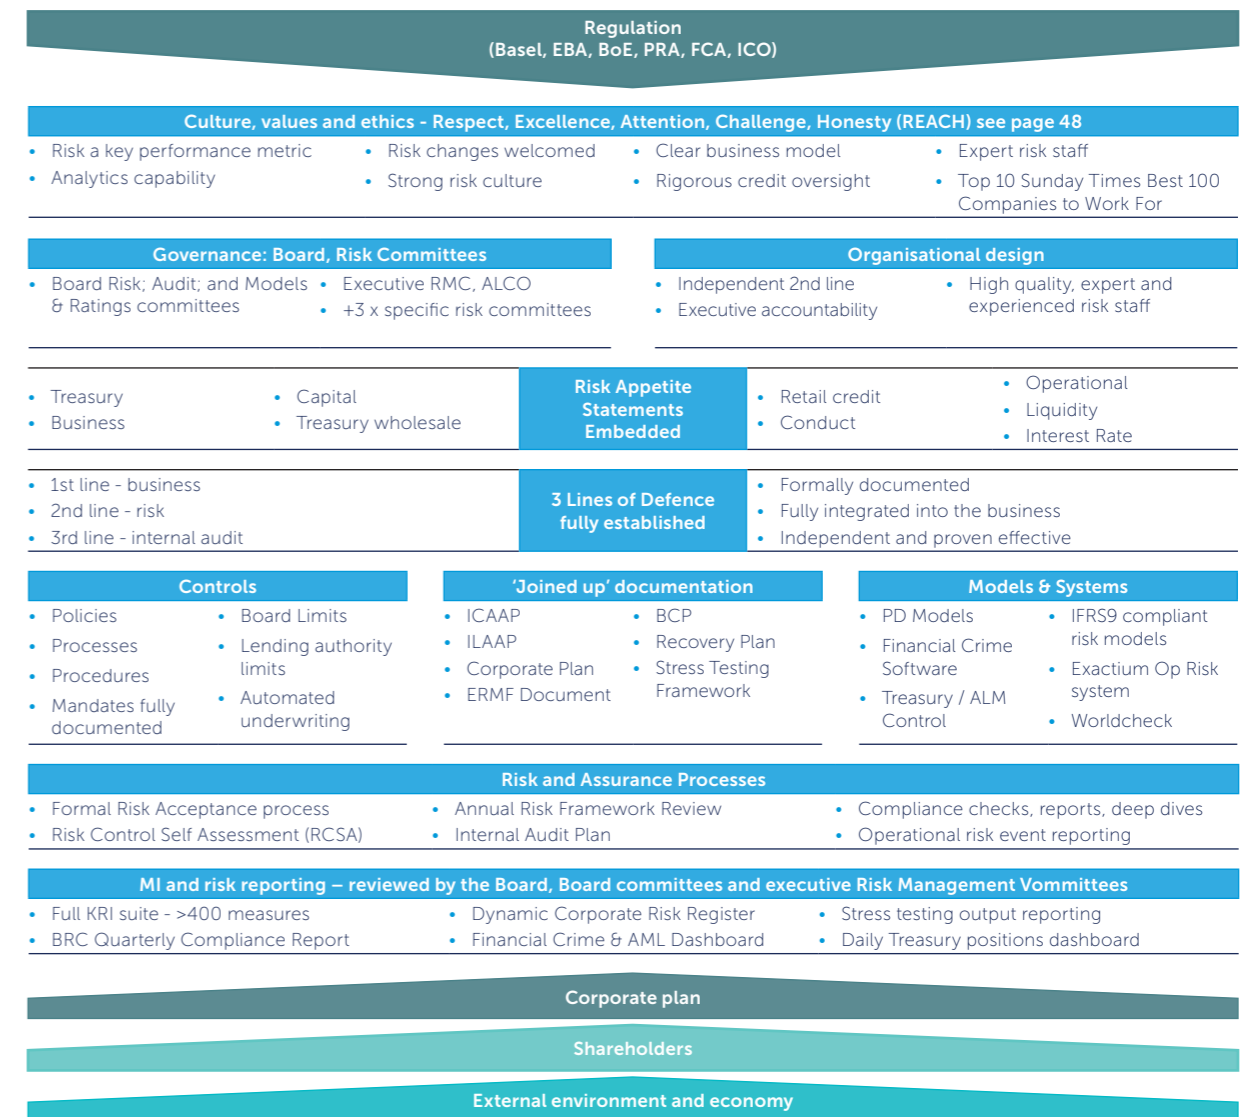 Regulation
(Basel, EBA, BoE, PRA, FCA, ICO)
Culture, values and ethics - Respect, Excellence, Attention, Challenge, Honesty (REACH) see page 48
• Risk a key performance metric
• Analytics capability
• Risk changes welcomed
• Strong risk culture
• Clear business model
• Rigorous credit oversight
• Expert risk staff
• Top 10 Sunday Times Best 100
Companies to Work For
Governance: Board, Risk Committees
• Board Risk; Audit; and Models
& Ratings committees
• Executive RMC, ALCO
• +3 x specific risk committees
Organisational design
• Independent 2nd line
• Executive accountability
• High quality, expert and
experienced risk staff
• Treasury
• Business
• Capital
• Treasury wholesale
Risk Appetite
Statements
Embedded
• Retail credit
• Conduct
• Operational
• Liquidity
• Interest Rate
• 1st line - business
• 2nd line - risk
• 3rd line - internal audit
3 Lines of Defence
fully established
• Formally documented
• Fully integrated into the business
• Independent and proven effective
Controls
• Policies
• Processes
• Procedures
• Mandates fully
documented
• Board Limits
• Lending authority
limits
• Automated
underwriting
‘Joined up’ documentation
• ICAAP
• ILAAP
• Corporate Plan
• ERMF Document
• BCP
• Recovery Plan
• Stress Testing
Framework
Models & Systems
• PD Models
• Financial Crime
Software
• Treasury / ALM
Control
• IFRS9 compliant
risk models
• Exactium Op Risk
system
• Worldcheck
Risk and Assurance Processes
• Formal Risk Acceptance process
• Risk Control Self Assessment (RCSA)
• Annual Risk Framework Review
• Internal Audit Plan
• Compliance checks, reports, deep dives
• Operational risk event reporting
MI and risk reporting – reviewed by the Board, Board committees and executive Risk Management Vommittees
• Full KRI suite - >400 measures
• BRC Quarterly Compliance Report
• Dynamic Corporate Risk Register
• Financial Crime & AML Dashboard
• Stress testing output reporting
• Daily Treasury positions dashboard
Corporate plan
Shareholders
External environment and economy